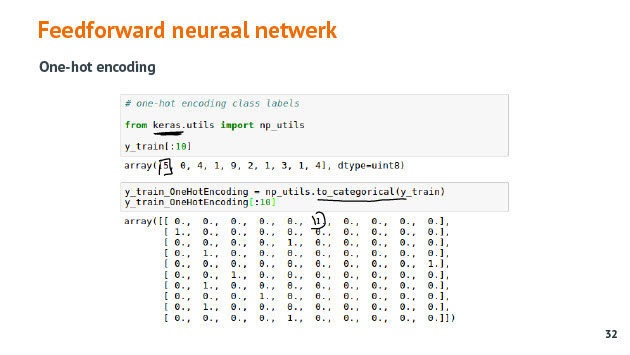 Feedforward neuraal netwerk
One-hot encoding
# one-hot encoding class labels
from keras.utils import np_utils
y_train[:10]
array([5, 0, 4, 1, 9, 2, 1, 3, 1, 4], dtype=uint8)
y_train_OneHotEncoding = np_utils.to_categorical(y_train)
y_train_OneHotEncoding[:10]
array([[ 0., 0., 0., 0., 0., 1., 0., 0., 0., 0.],
[ 1., 0., 0., 0., 0., 0., 0., 0., 0., 0.],
[ 0., 0., 0., 0., 1., 0., 0., 0., 0., 0.],
[ 0., 1., 0., 0., 0., 0., 0., 0., 0., 0.],
[ 0., 0., 0., 0., 0., 0., 0., 0., 0., 1.],
[ 0., 0., 1., 0., 0., 0., 0., 0., 0., 0.],
[ 0., 1., 0., 0., 0., 0., 0., 0., 0., 0.],
[ 0., 0., 0., 1., 0., 0., 0., 0., 0., 0.],
[ 0., 1., 0., 0., 0., 0., 0., 0., 0., 0.],
[ 0., 0., 0., 0., 1., 0., 0., 0., 0., 0.]])
32